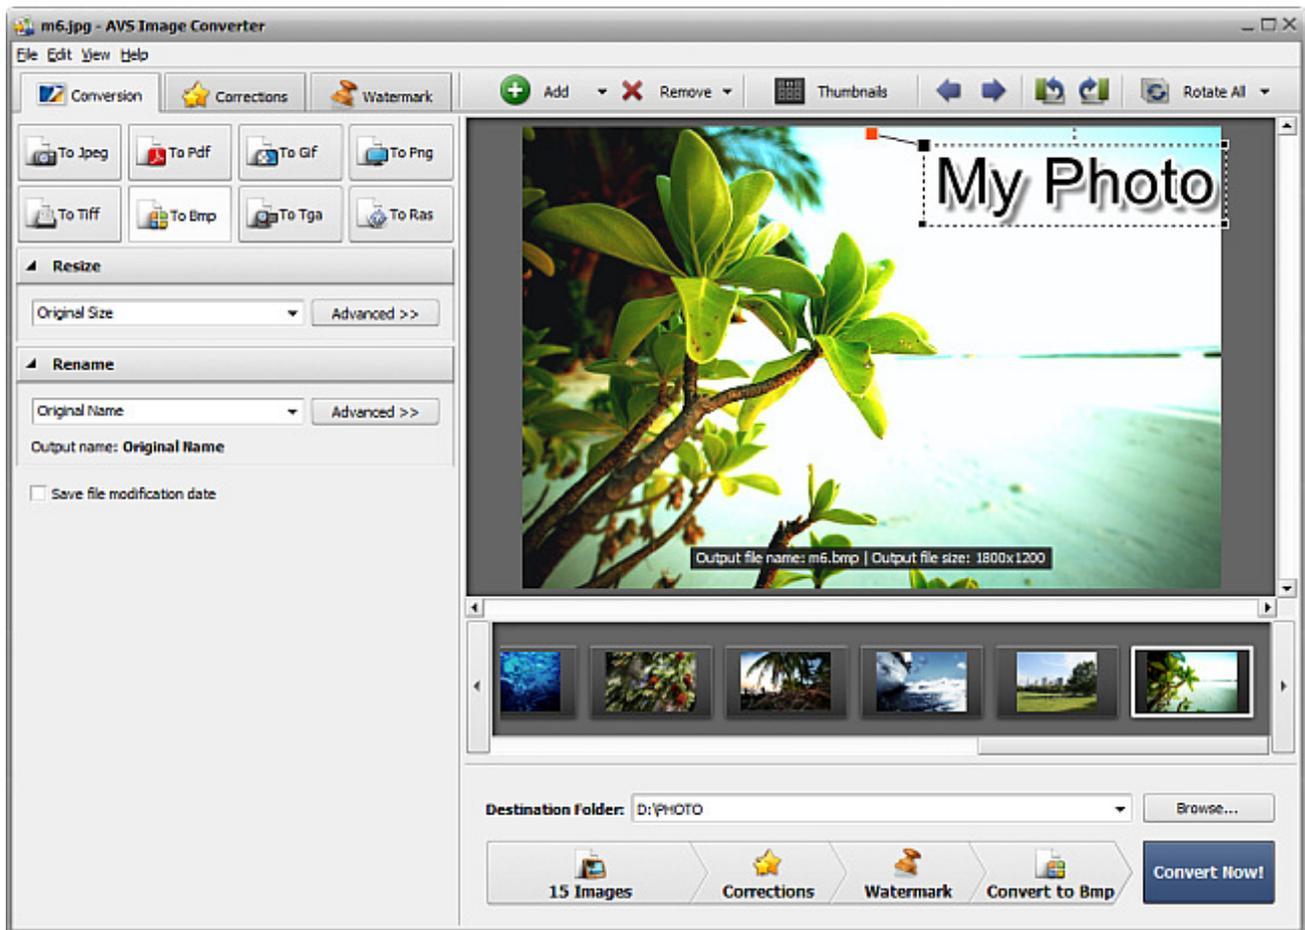 m6.jpg - AVS Image Converter
File Edit View Help
Conversion Corrections Watermark
Add Remove Thumbnails Rotate All
To Jpeg To Pdf To Gif To Png
To Tiff To Bmp To Tga To Ras
Resize
Original Size Advanced >>
Rename
Original Name Advanced >>
Output name: Original Name
Save file modification date
My Photo
Output file name: m6.bmp | Output file size: 1800x1200
Destination Folder: D:\PHOTO Browse...
15 Images Corrections Watermark Convert to Bmp Convert Now!